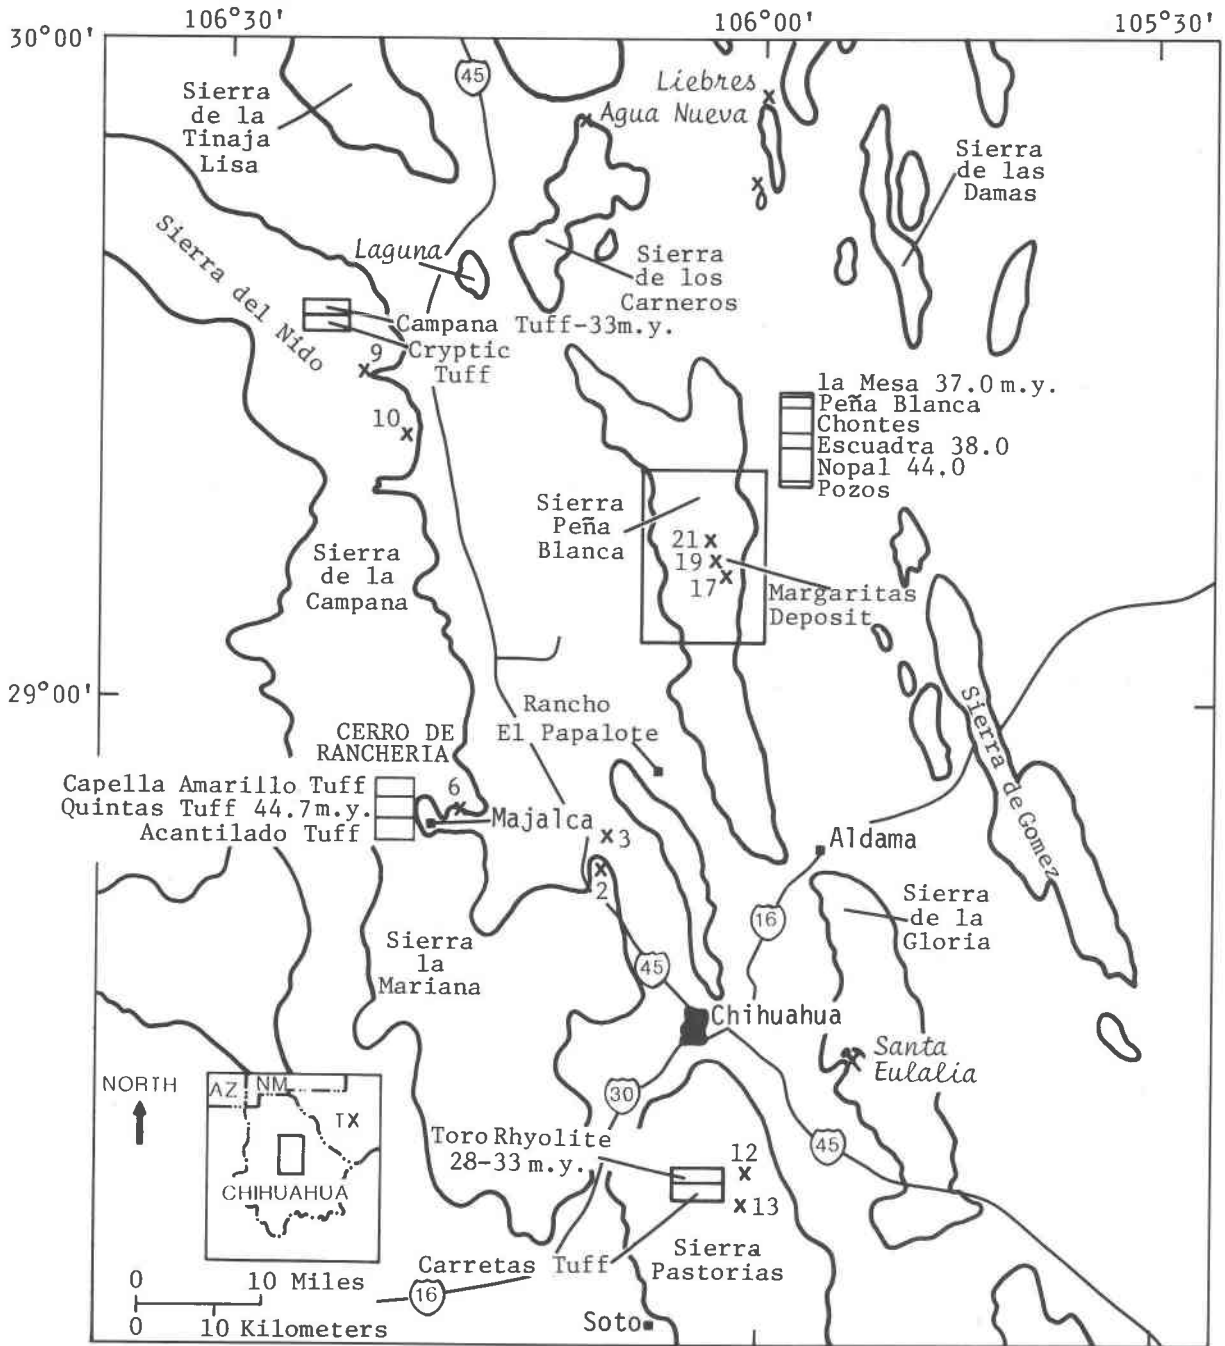 106°30'
106°00'
105°30'
30°00'
45
Liebres
Agua Nueva
Sierra
de la
Tinaja
Lisa
Sierra
de las
Damas
Sierra del Nido
Laguna
Sierra
de los
Carneros
Campana Tuff-33m.y.
Cryptic
Tuff
9
10
la Mesa 37.0 m.y.
Peña Blanca
Chontes
Escuadra 38.0
Nopal 44.0
Pozos
Sierra
Peña
Blanca
21
19
17
Margaritas
Deposit
Sierra
de la
Campana
29°00'
Rancho
El Papalote
Sierra de Gomez
CERRO DE
RANCHERIA
Capella Amarillo Tuff
Quintas Tuff 44.7m.y.
Acantilado Tuff
6
Majalca
3
2
Aldama
16
Sierra
de la
Gloria
Sierra
la
Mariana
45
Chihuahua
Santa
Eulalia
NORTH
AZ
NM
TX
CHIHUAHUA
30
45
Toro Rhyolite
28-33 m.y.
12
13
Carretas Tuff
Sierra
Pastorias
16
Soto
0 10 Miles
0 10 Kilometers